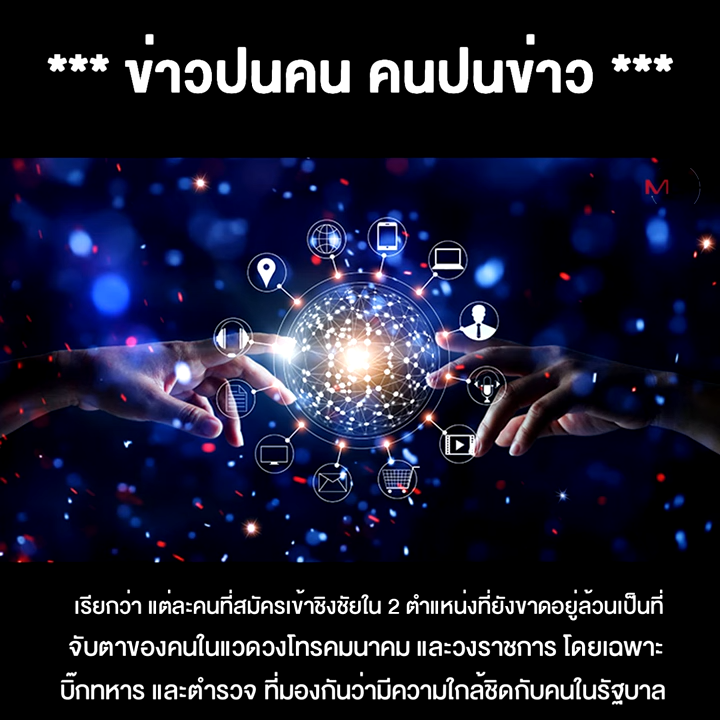 *** ข่าวปนคน คนปนข่าว ***
M
เรียกว่า แต่ละคนที่สมัครเข้าชิงชัยใน 2 ตำแหน่งที่ยังขาดอยู่ล้วนเป็นที่
จับตาของคนในแวดวงโทรคมนาคม และวงราชการ โดยเฉพาะ
บิ๊กทหาร และตำรวจ ที่มองกันว่ามีความใกล้ชิดกับคนในรัฐบาล